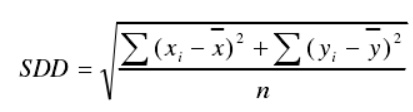 SDD = √((∑(xᵢ − x̄)² + ∑(yᵢ − ȳ)²) / n)